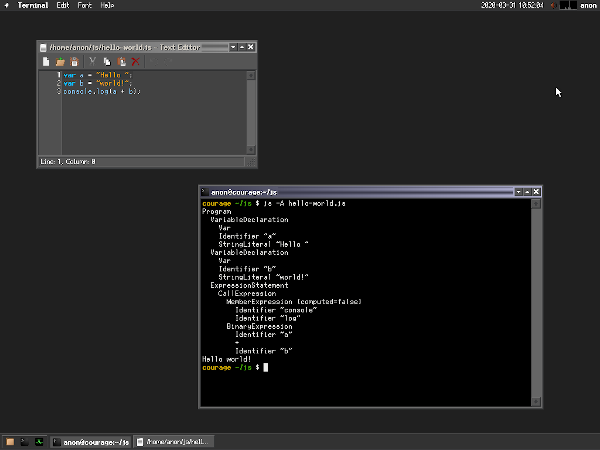 Terminal Edit Font Help
2020-03-31 10:52:04 anon
/home/anon/js/hello-world.js - Text Editor
1 var a = "Hello ";
2 var b = "world!";
3 console.log(a + b);
Line: 1, Column: 0
anon@courage:~/js
courage ~/js $ js -A hello-world.js
Program
VariableDeclaration
Var
Identifier "a"
StringLiteral "Hello "
VariableDeclaration
Var
Identifier "b"
StringLiteral "world!"
ExpressionStatement
CallExpression
MemberExpression (computed=false)
Identifier "console"
Identifier "log"
BinaryExpression
Identifier "a"
+
Identifier "b"
Hello world!
courage ~/js $
anon@courage:~/js
/home/anon/js/hell...